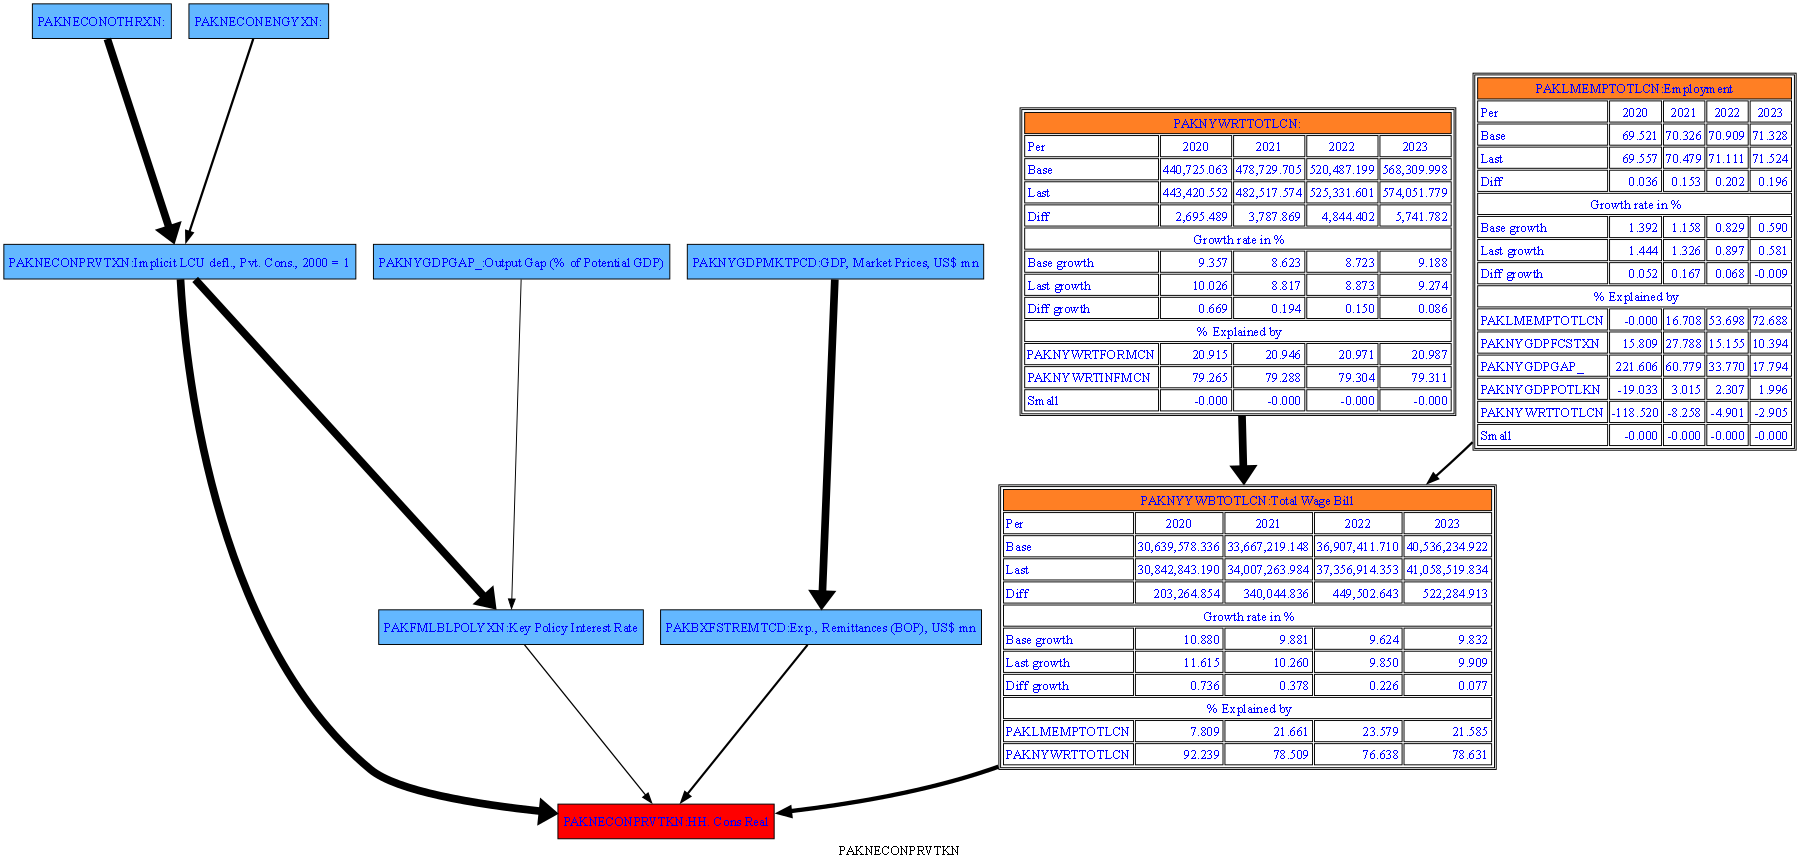 PAKNECONOTHRXN:
PAKNECONENGYXN:
PAKNECONPRVTXN:Implicit LCU defl., Pvt. Cons., 2000 = 1
PAKNYGDPGAP_:Output Gap (% of Potential GDP)
PAKNYGDPMKTPCD:GDP, Market Prices, US$ mn
PAKNYWRTTOTLCN:
Per 2020 2021 2022 2023
Base 440,725.063 478,729.705 520,487.199 568,309.998
Last 443,420.552 482,517.574 525,331.601 574,051.779
Diff 2,695.489 3,787.869 4,844.402 5,741.782
Growth rate in %
Base growth 9.357 8.623 8.723 9.188
Last growth 10.026 8.817 8.873 9.274
Diff growth 0.669 0.194 0.150 0.086
% Explained by
PAKNYWRTFORMCN 20.915 20.946 20.971 20.987
PAKNYWRTINFMCN 79.265 79.288 79.304 79.311
Small -0.000 -0.000 -0.000 -0.000
PAKLMEMPTOTLCN:Employment
Per 2020 2021 2022 2023
Base 69.521 70.326 70.909 71.328
Last 69.557 70.479 71.111 71.524
Diff 0.036 0.153 0.202 0.196
Growth rate in %
Base growth 1.392 1.158 0.829 0.590
Last growth 1.444 1.326 0.897 0.581
Diff growth 0.052 0.167 0.068 -0.009
% Explained by
PAKLMEMPTOTLCN -0.000 16.708 53.698 72.688
PAKNYGDPFCSTXN 15.809 27.788 15.155 10.394
PAKNYGDPGAP_ 221.606 60.779 33.770 17.794
PAKNYGDPPOTLKN -19.033 3.015 2.307 1.996
PAKNYWRTTOTLCN -118.520 -8.258 -4.901 -2.905
Small -0.000 -0.000 -0.000 -0.000
PAKFMLBLPOLYXN:Key Policy Interest Rate
PAKBXFSTREMTCD:Exp., Remittances (BOP), US$ mn
PAKNYYWBTOTLCN:Total Wage Bill
Per 2020 2021 2022 2023
Base 30,639,578.336 33,667,219.148 36,907,411.710 40,536,234.922
Last 30,842,843.190 34,007,263.984 37,356,914.353 41,058,519.834
Diff 203,264.854 340,044.836 449,502.643 522,284.913
Growth rate in %
Base growth 10.880 9.881 9.624 9.832
Last growth 11.615 10.260 9.850 9.909
Diff growth 0.736 0.378 0.226 0.077
% Explained by
PAKLMEMPTOTLCN 7.809 21.661 23.579 21.585
PAKNYWRTTOTLCN 92.239 78.509 76.638 78.631
PAKNECONPRVTKN:HH. Cons Real
PAKNECONPRVTKN